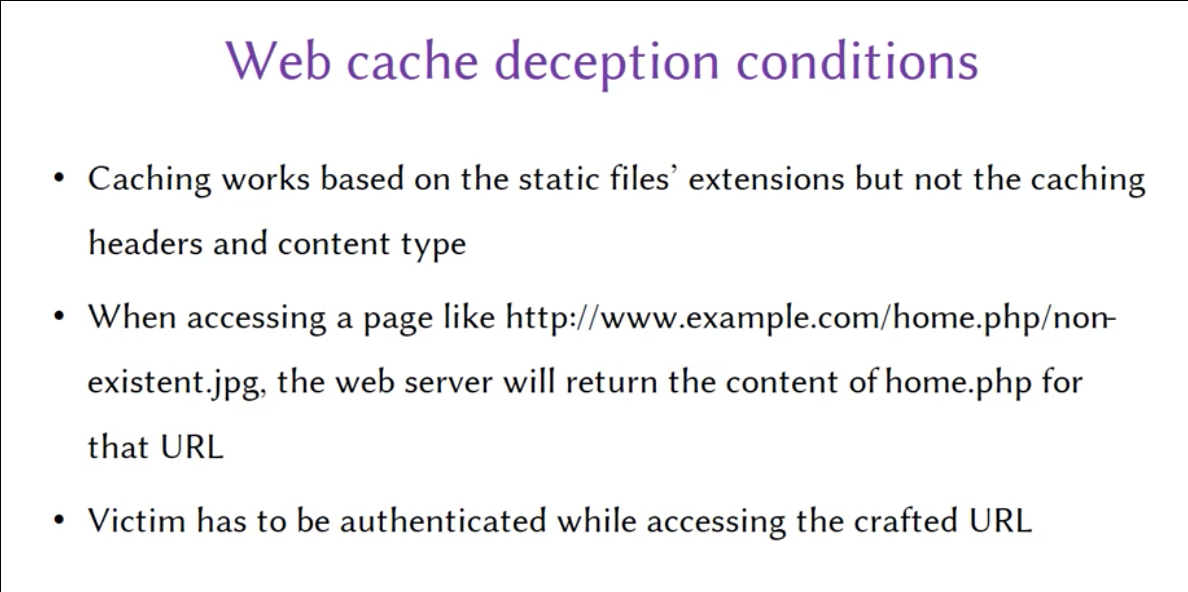 Web cache deception conditions
• Caching works based on the static files’ extensions but not the caching
headers and content type
• When accessing a page like http://www.example.com/home.php/non-
existent.jpg, the web server will return the content of home.php for
that URL
• Victim has to be authenticated while accessing the crafted URL